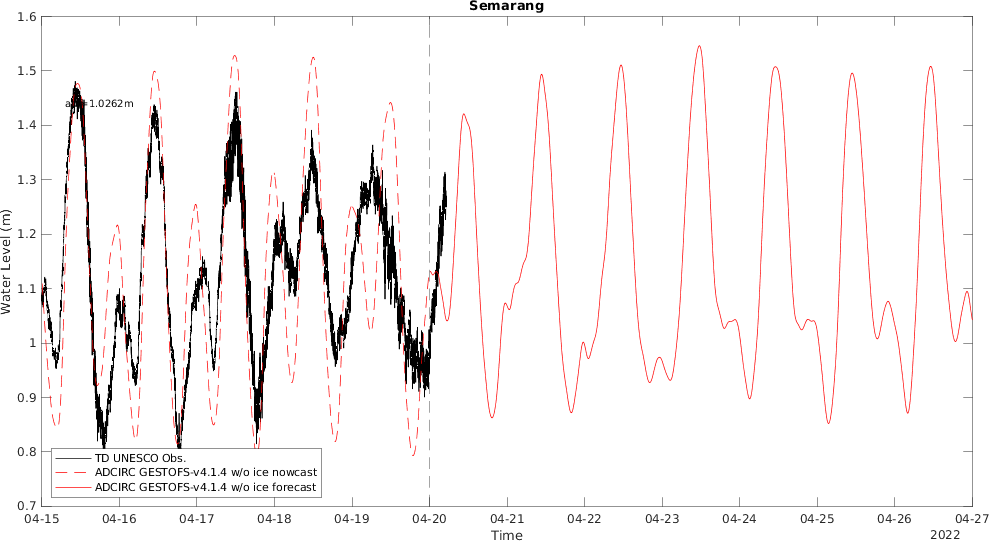 Semarang
1.6
1.5
1.4
1.3
1.2
1.1
1
0.9
0.8
0.7
Water Level (m)
=1.0262m
TD UNESCO Obs.
ADCIRC GESTOFS-v4.1.4 w/o ice nowcast
ADCIRC GESTOFS-v4.1.4 w/o ice forecast
04-15 04-16 04-17 04-18 04-19 04-20 04-21 04-22 04-23 04-24 04-25 04-26 04-27
Time
2022